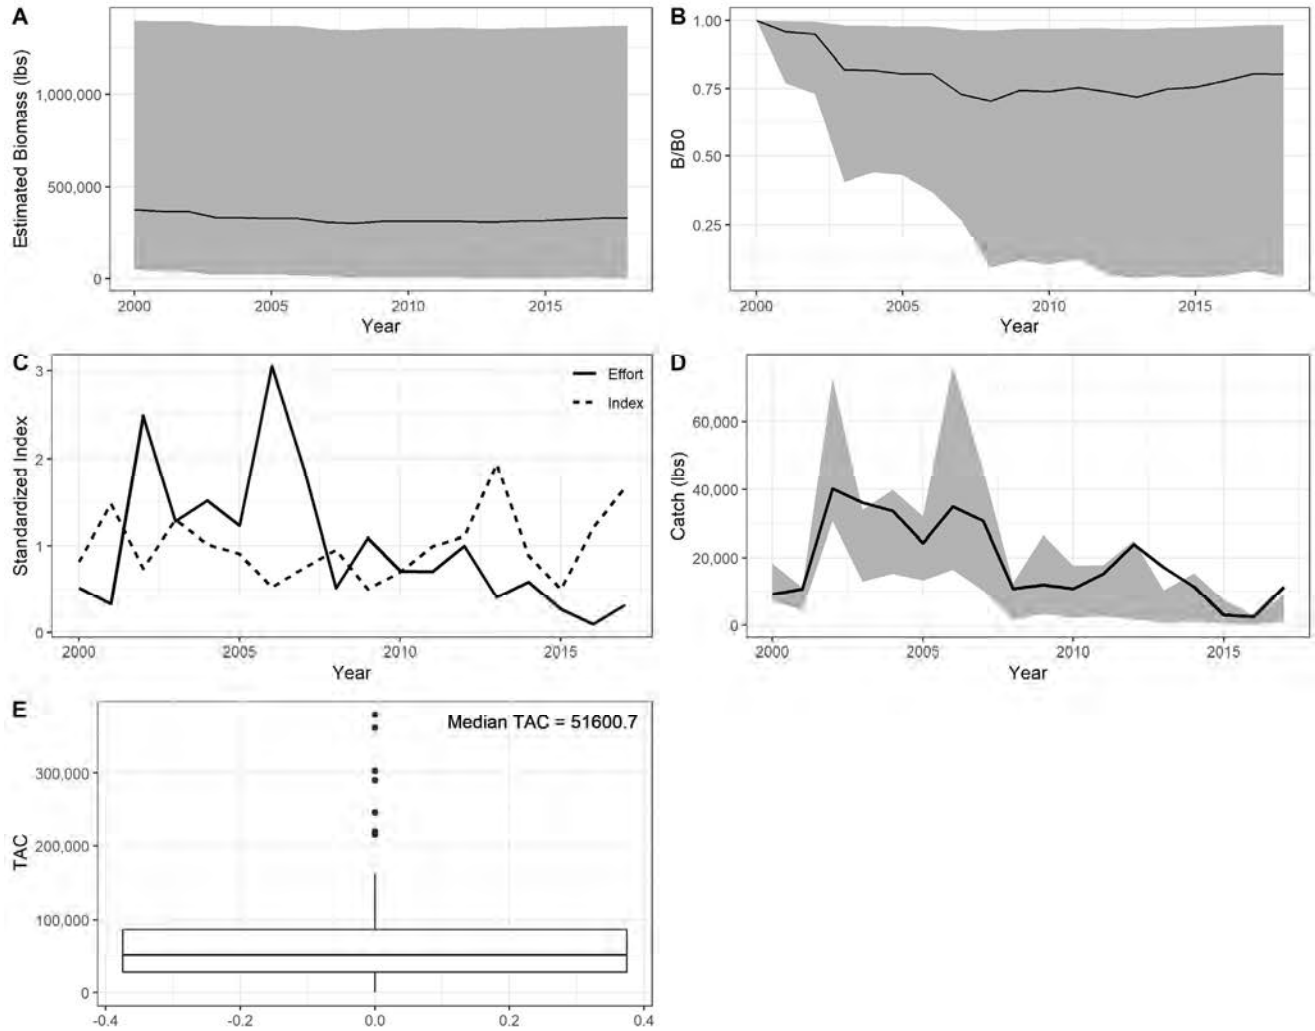 A
Estimated Biomass (lbs)
1,000,000
500,000
0
2000 2005 2010 2015
Year
B
B/B0
1.00
0.75
0.50
0.25
2000 2005 2010 2015
Year
C
Standardized Index
3
2
1
0
Effort
Index
2000 2005 2010 2015
Year
D
Catch (lbs)
60,000
40,000
20,000
0
2000 2005 2010 2015
Year
E
Median TAC = 51600.7
TAC
300,000
200,000
100,000
0
-0.4 -0.2 0.0 0.2 0.4